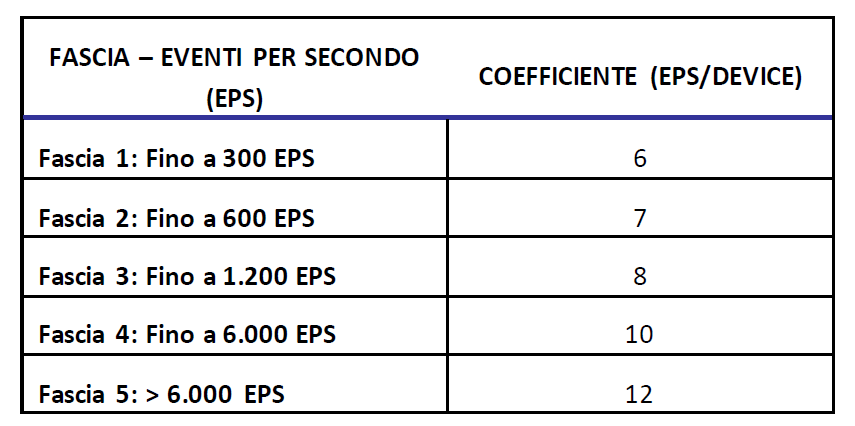 FASCIA – EVENTI PER SECONDO
(EPS)
COEFFICIENTE (EPS/DEVICE)
Fascia 1: Fino a 300 EPS
6
Fascia 2: Fino a 600 EPS
7
Fascia 3: Fino a 1.200 EPS
8
Fascia 4: Fino a 6.000 EPS
10
Fascia 5: > 6.000 EPS
12